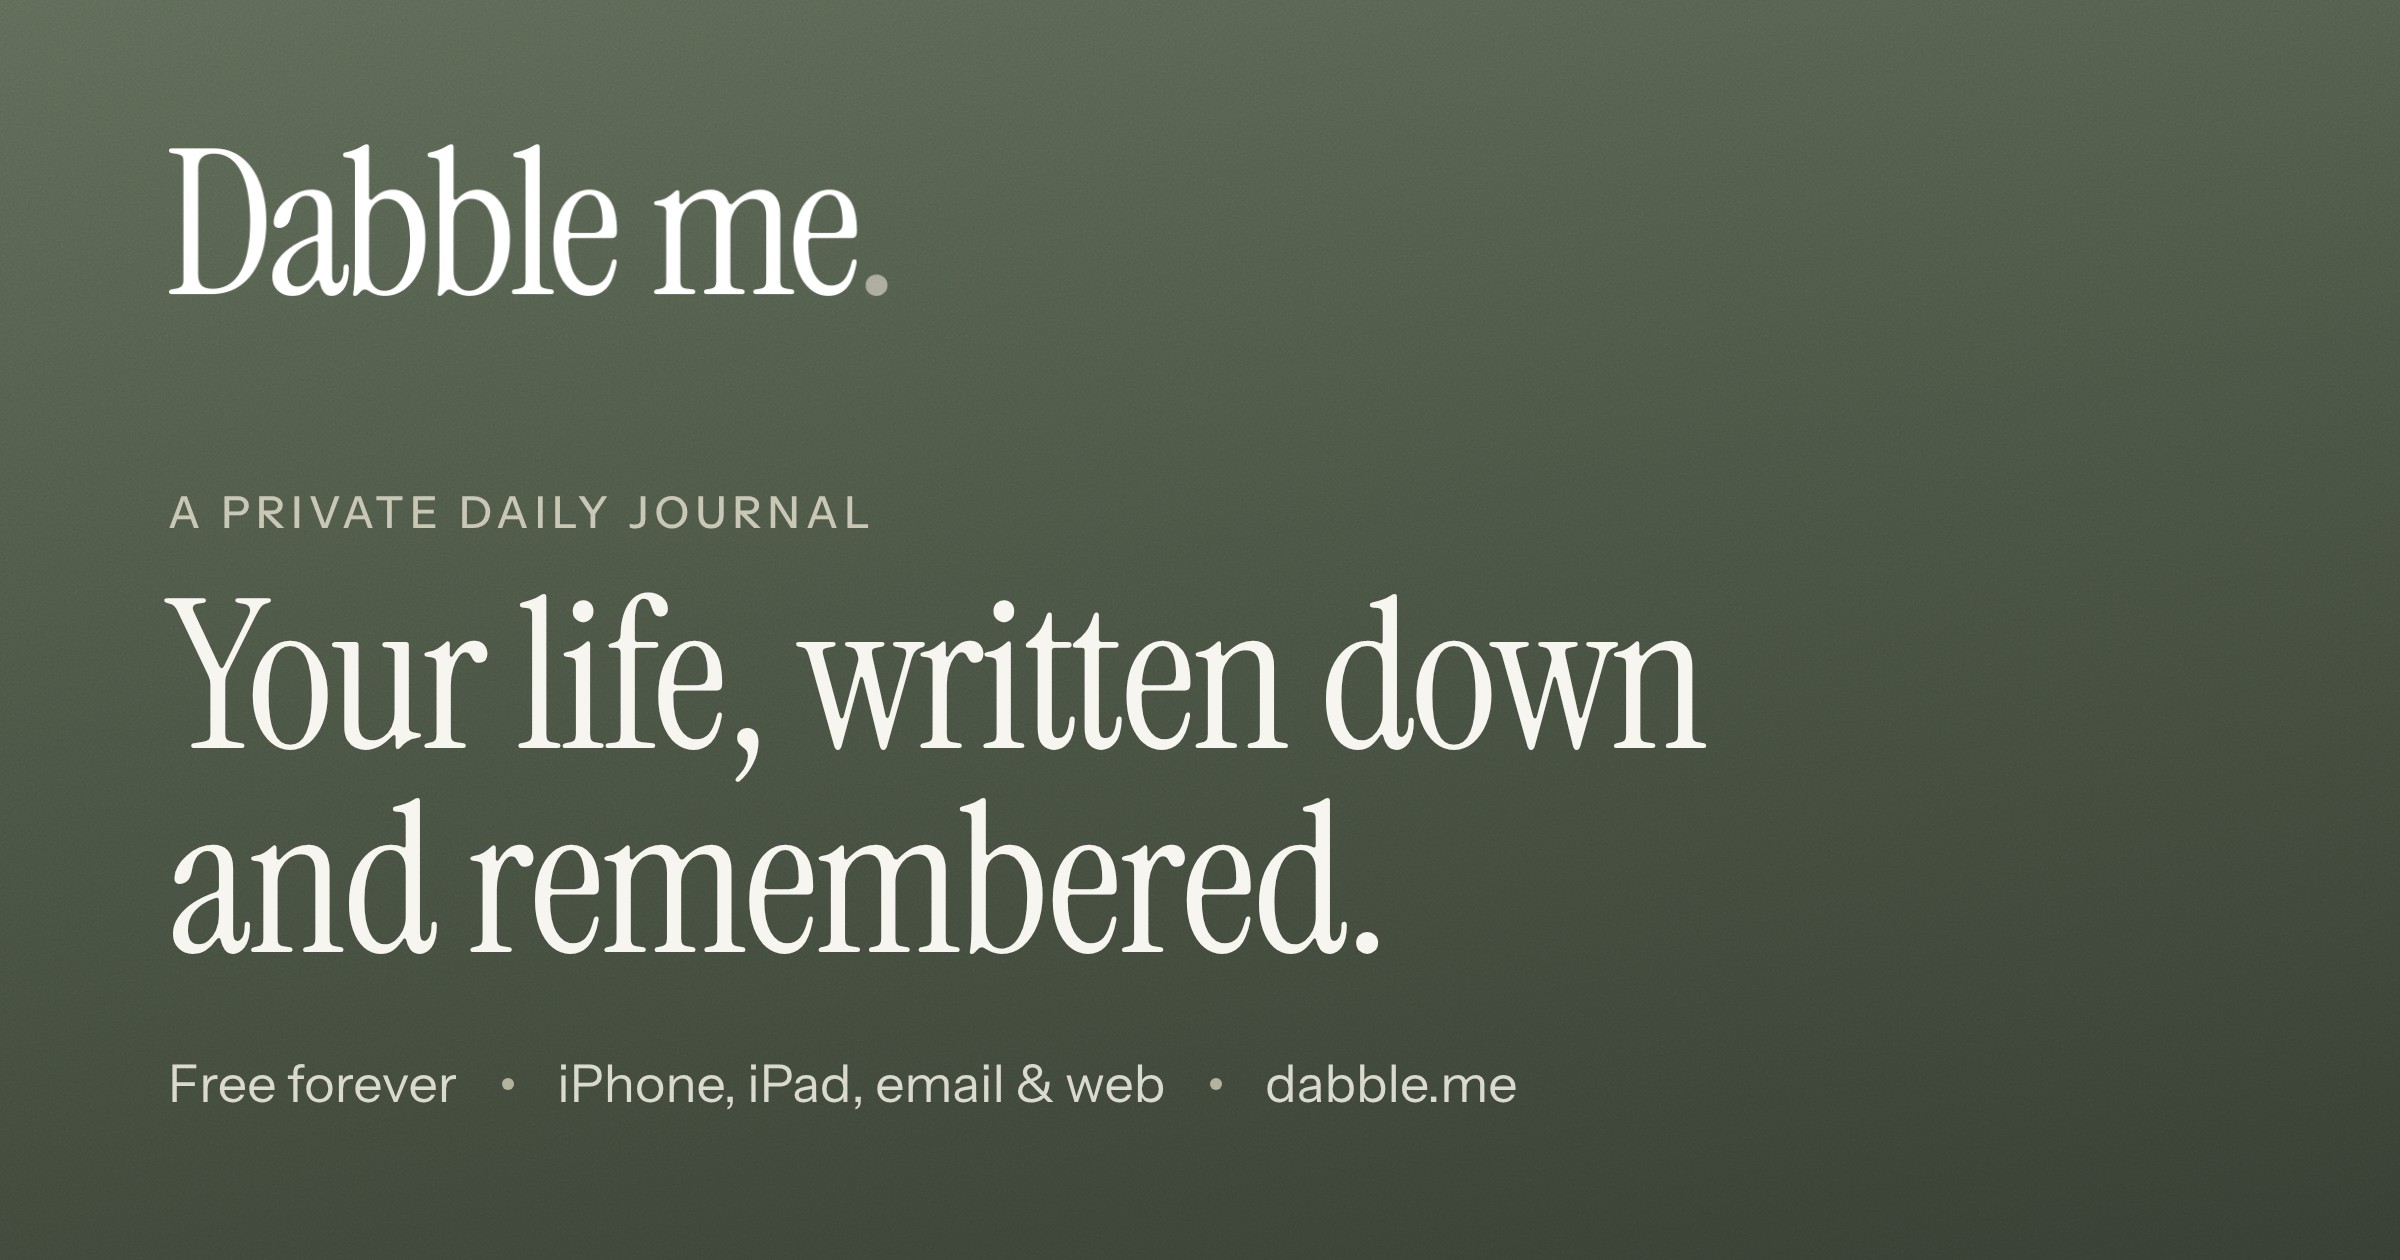 Dabble me.
A PRIVATE DAILY JOURNAL
Your life, written down
and remembered.
Free forever • iPhone, iPad, email & web • dabble.me